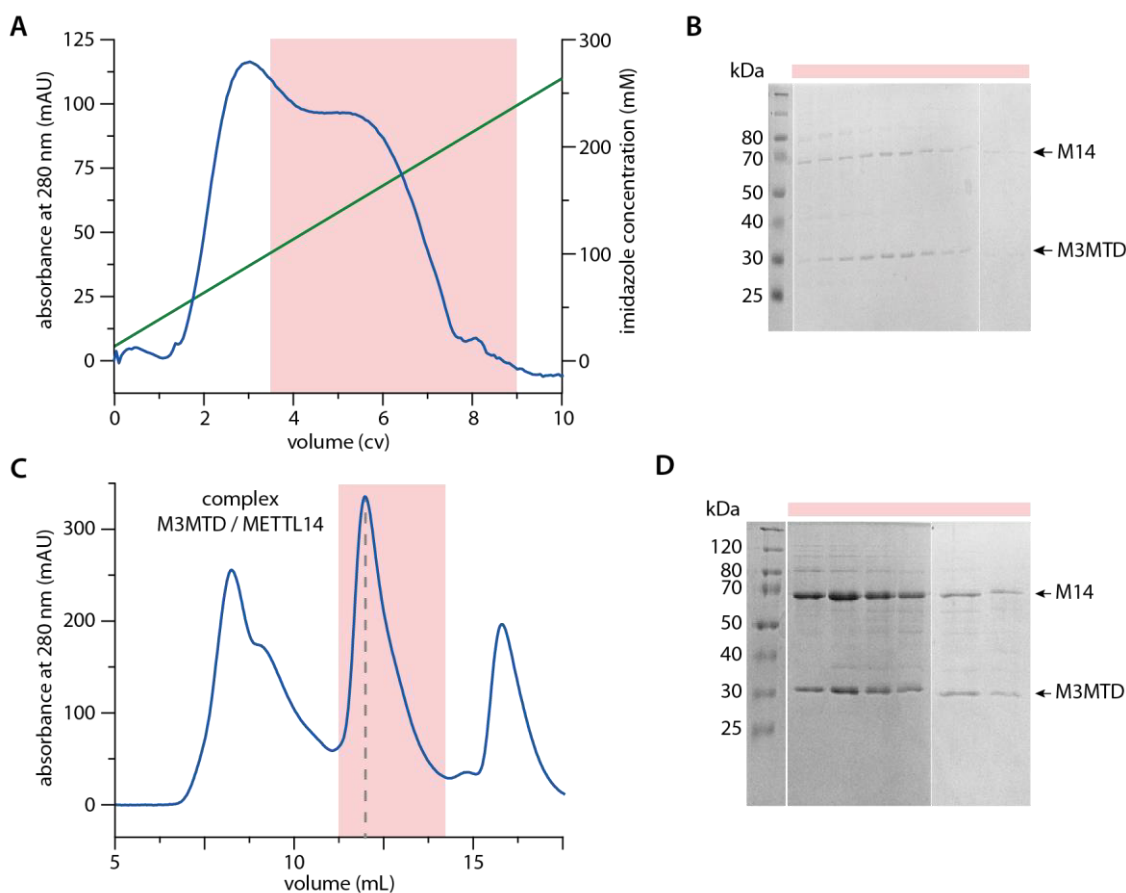 A
absorbance at 280 nm (mAU)
125
100
75
50
25
0
300
200
100
0
imidazole concentration (mM)
0 2 4 6 8 10
volume (cv)
B
kDa
80
70
50
40
30
25
M14
M3MTD
C
absorbance at 280 nm (mAU)
complex
M3MTD / METTL14
300
200
100
0
5 10 15
volume (mL)
D
kDa
120
80
70
50
40
30
25
M14
M3MTD